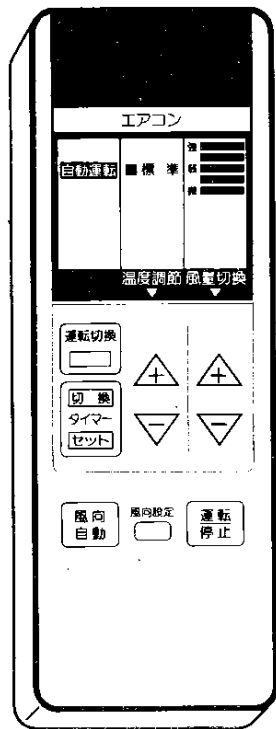 エアコン
自動運転
■標準
強
軽
微
温度調節
風量切換
運転切換
+
+
切換
タイマー
セット
−
−
風向
自動
風向設定
運転
停止